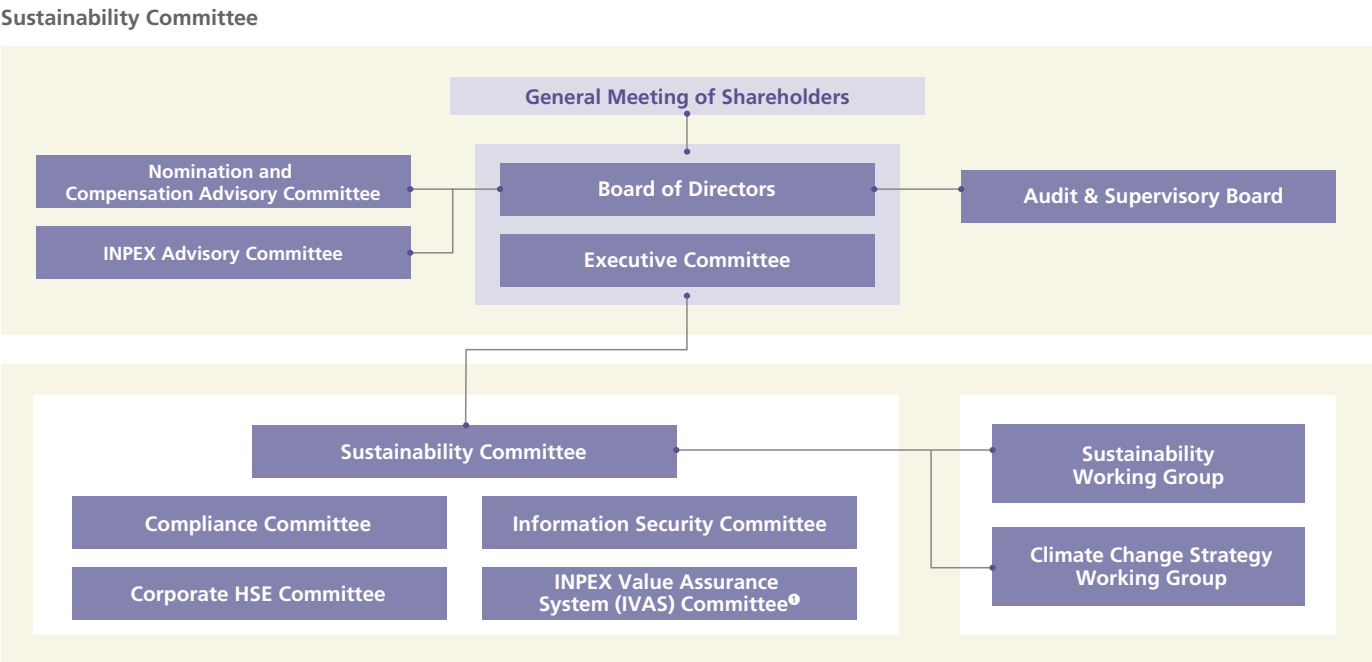 Sustainability Committee
General Meeting of Shareholders
Nomination and
Compensation Advisory Committee
INPEX Advisory Committee
Board of Directors
Executive Committee
Audit & Supervisory Board
Sustainability Committee
Compliance Committee
Information Security Committee
Corporate HSE Committee
INPEX Value Assurance
System (IVAS) Committee❶
Sustainability
Working Group
Climate Change Strategy
Working Group